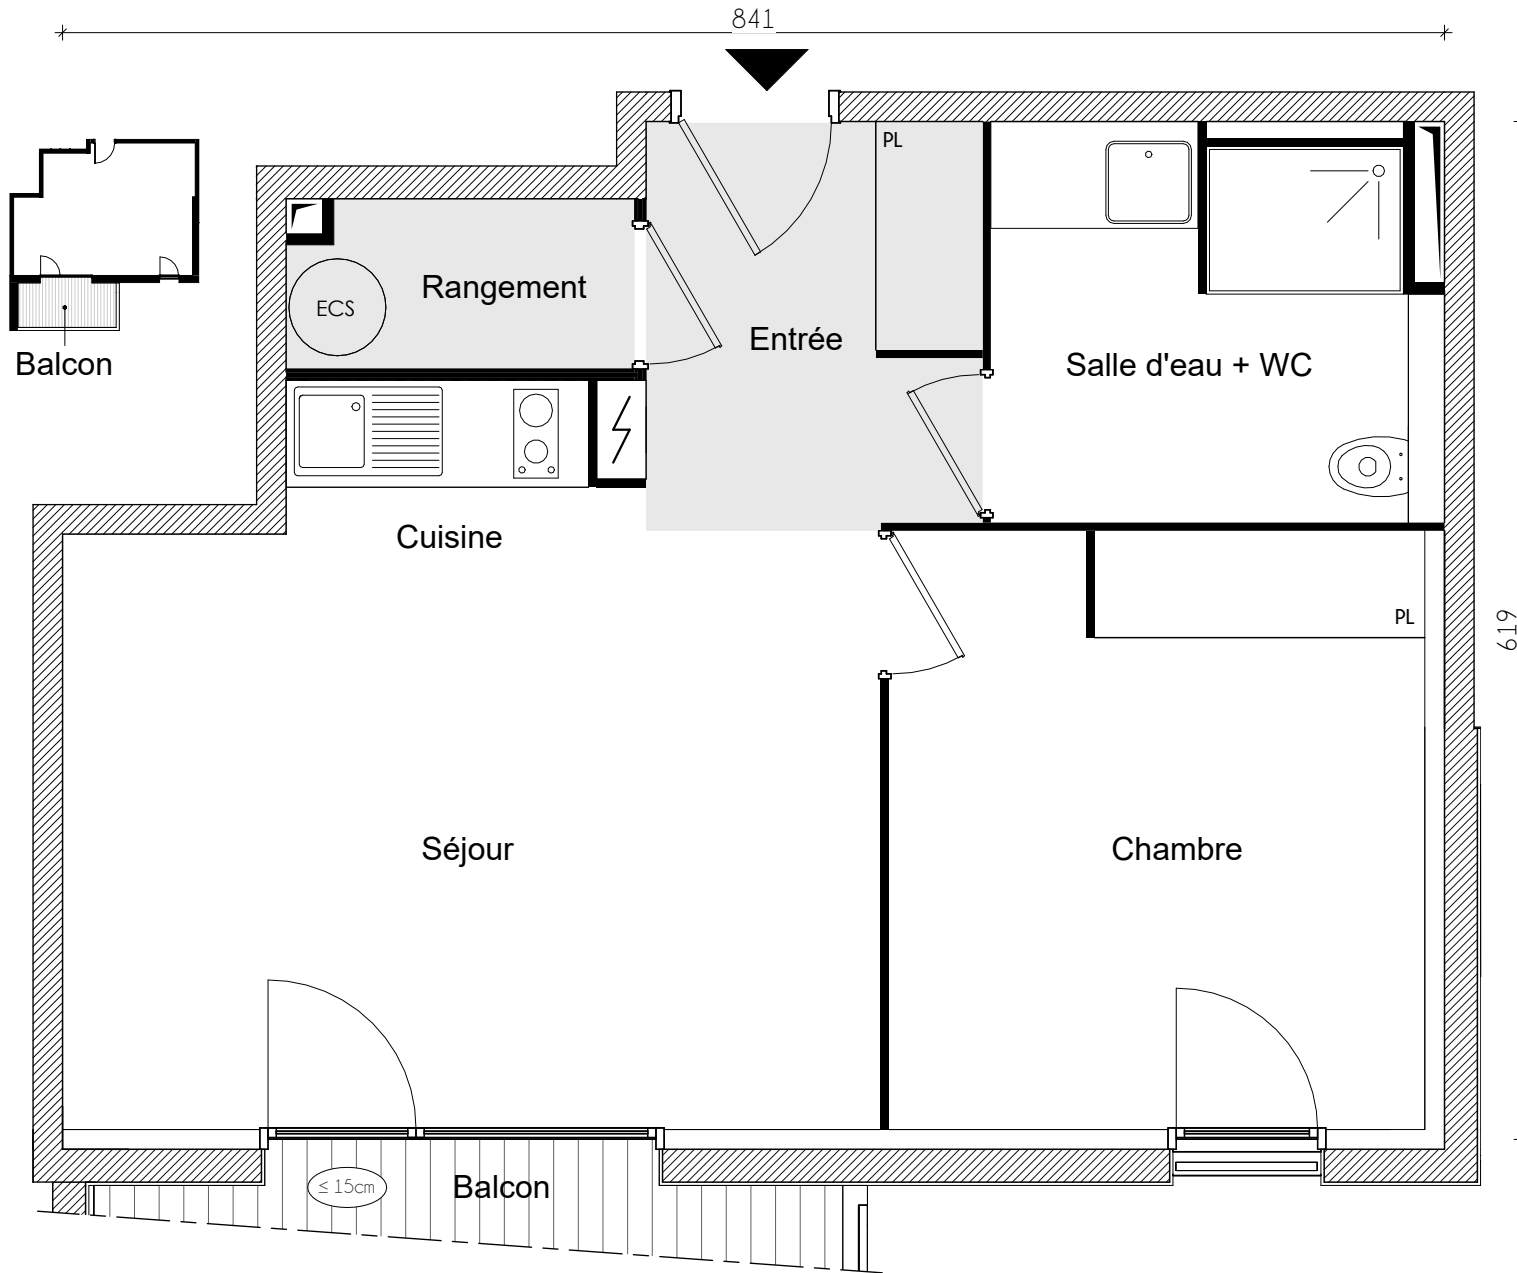 841
PL
Rangement
ECS
Entrée
Balcon
Salle d'eau + WC
Cuisine
PL
619
Séjour
Chambre
≤ 15cm
Balcon